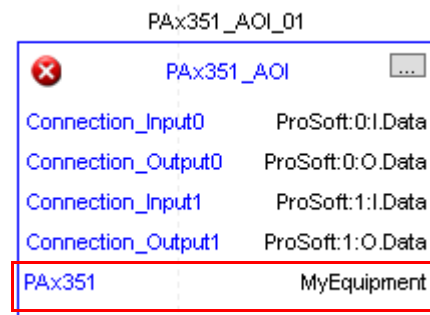 PAx351_AOI_01
PAx351_AOI ...
Connection_Input0 ProSoft:0:I.Data
Connection_Output0 ProSoft:0:O.Data
Connection_Input1 ProSoft:1:I.Data
Connection_Output1 ProSoft:1:O.Data
PAx351 MyEquipment